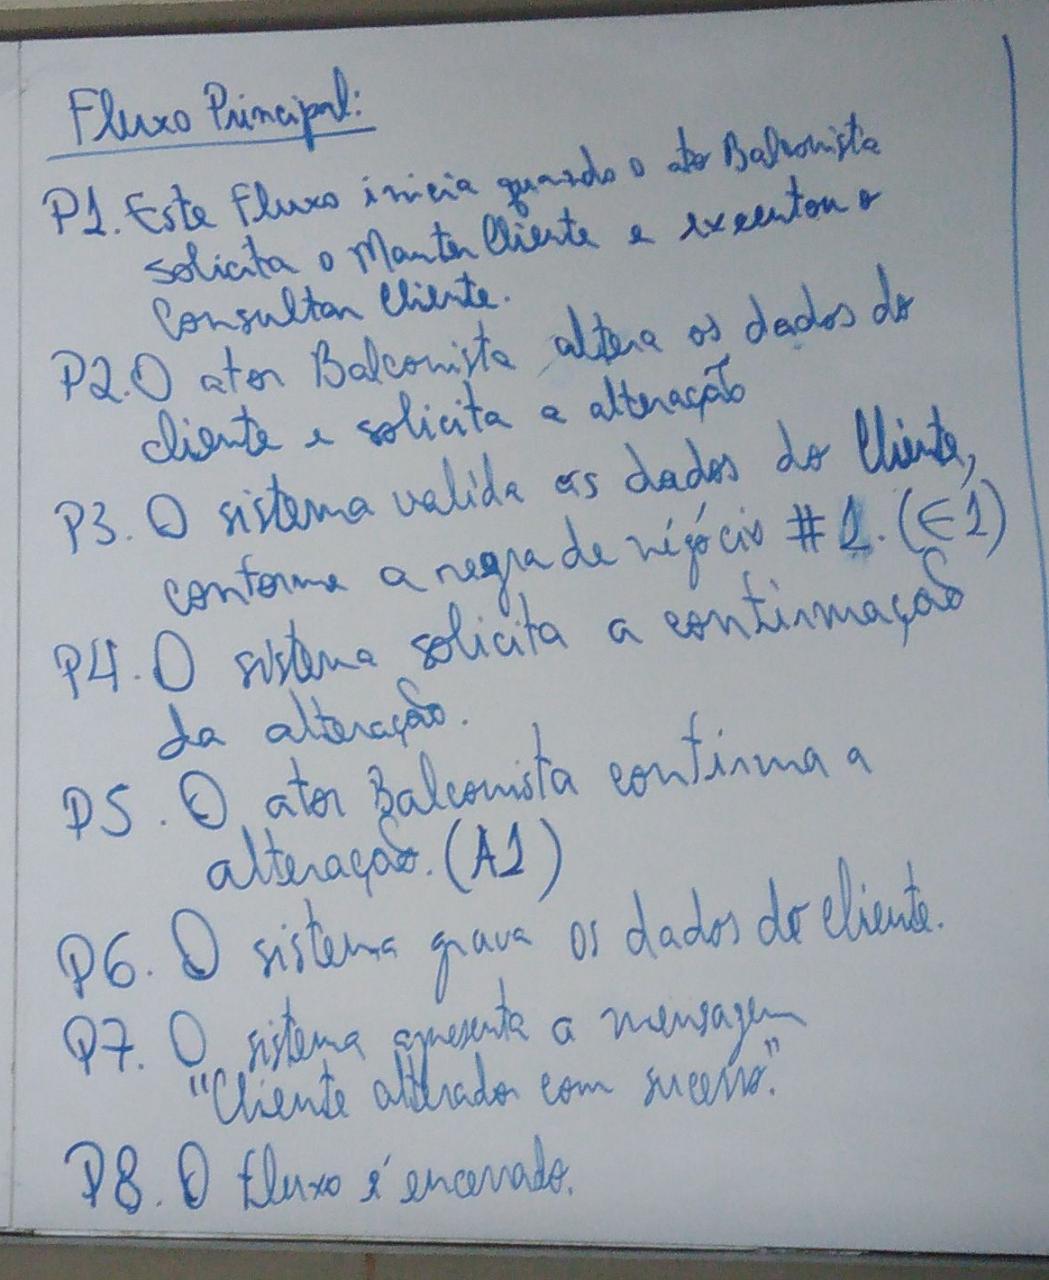 Fluxo Principal:
P1. Este fluxo inicia quando o ator Balconista
solicita o Manter Cliente e executou o
Consultar Cliente.
P2. O ator Balconista altera os dados do
cliente e solicita a alteração
P3. O sistema valida os dados do Cliente,
conforme a regra de négócio #1. (E1)
P4. O sistema solicita a confirmação
da alteração.
P5. O ator Balconista confirma a
alteração. (A1)
P6. O sistema grava os dados do cliente.
P7. O sistema apresenta a mensagem
"Cliente alterador com sucesso."
P8. O fluxo é encerrado.